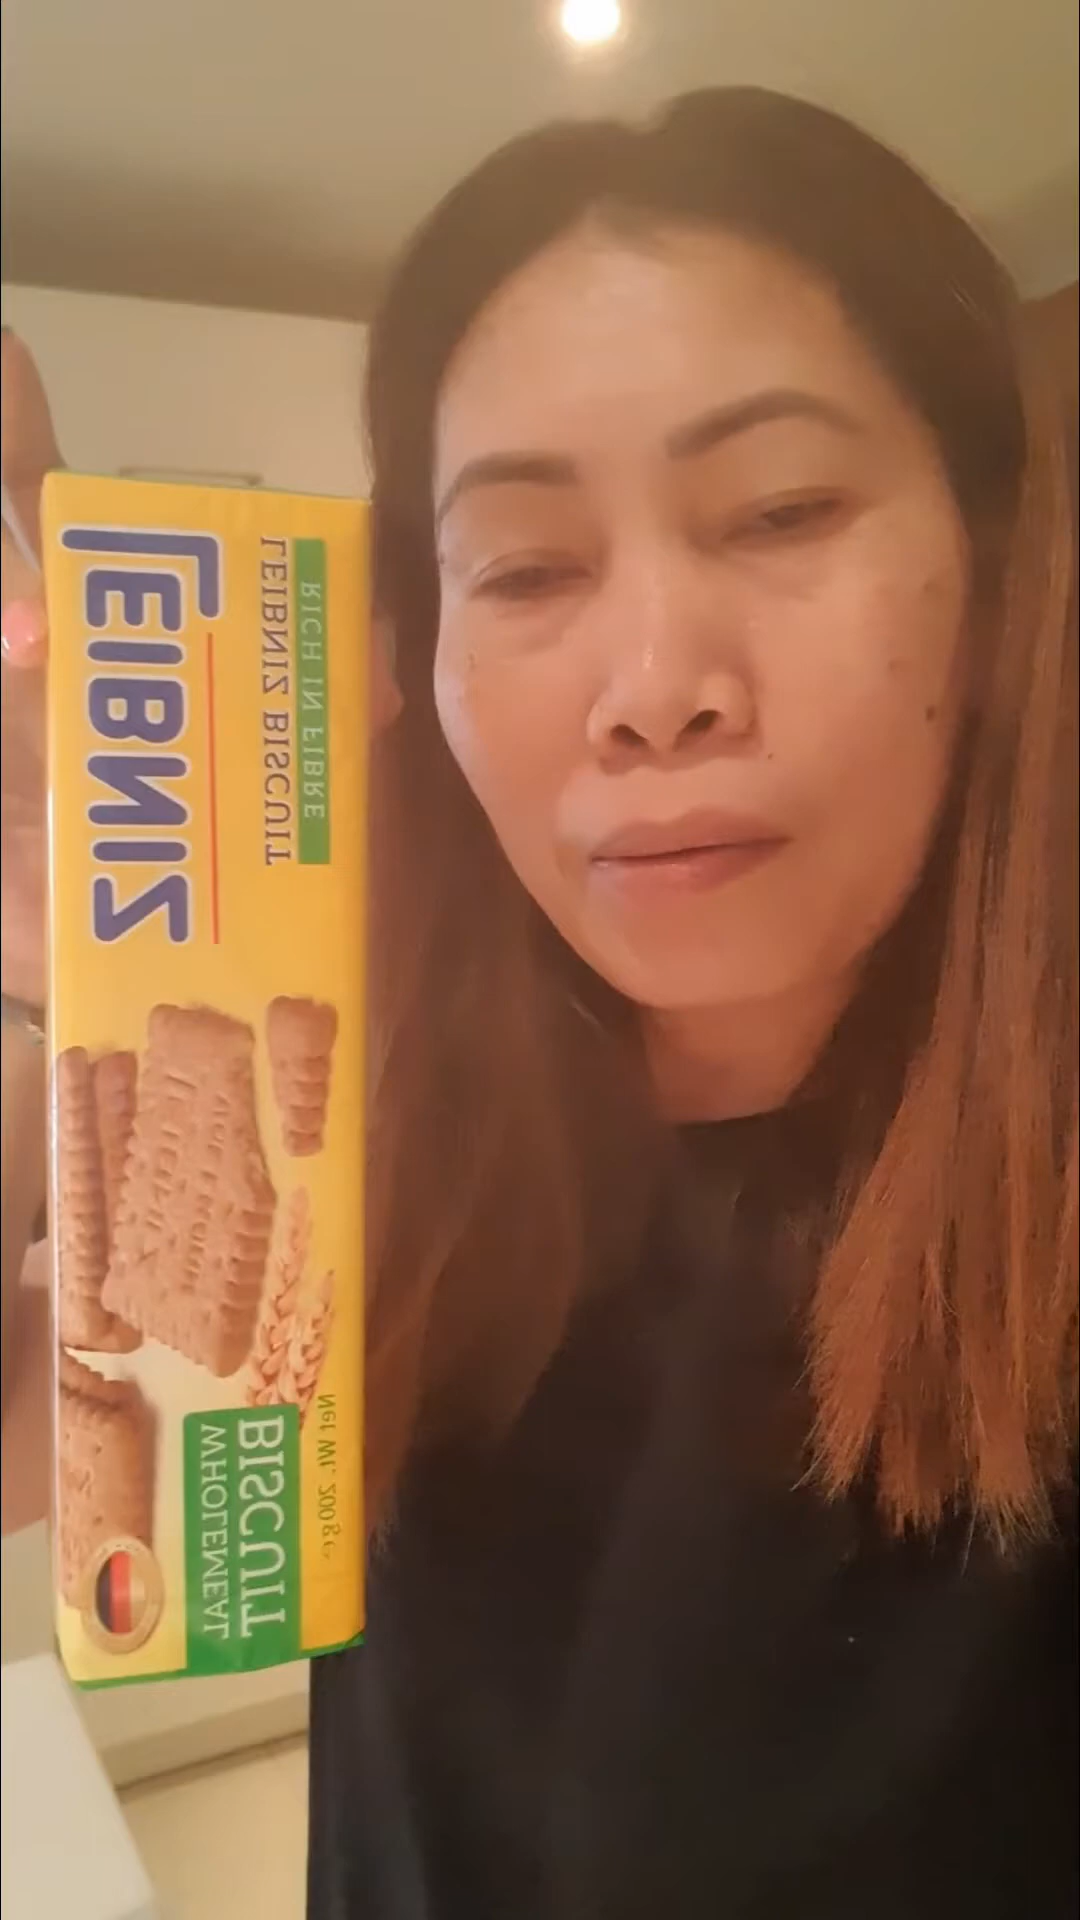 LEIBNIZ
LEIBNIZ BISCUIT
RICH IN FIBRE
BISCUIT
WHOLEMEAL
Net Wt. 200g